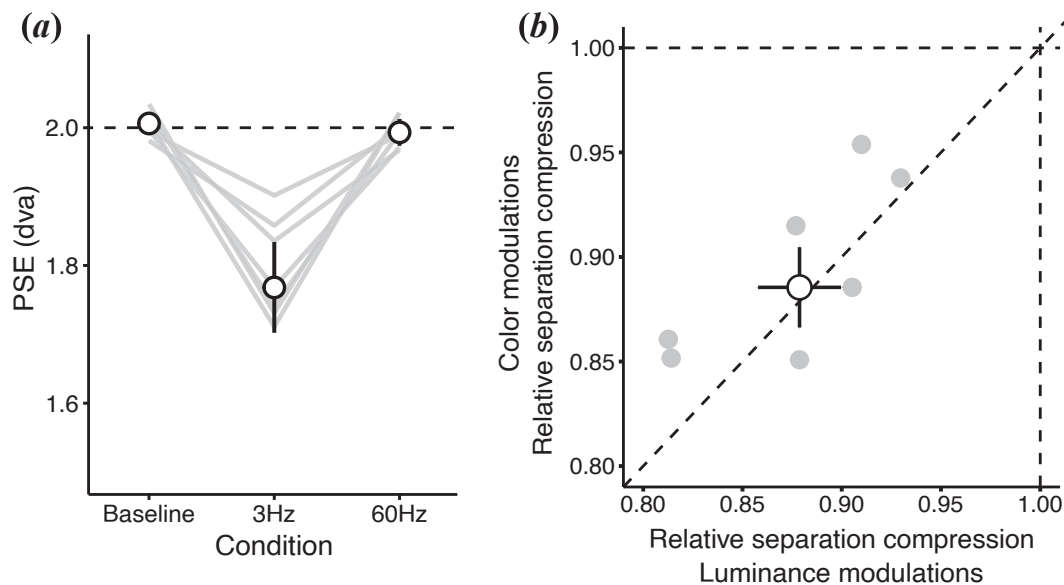 (a)
PSE (dva)
2.0
1.8
1.6
Baseline 3Hz 60Hz
Condition
(b)
Color modulations
Relative separation compression
1.00
0.95
0.90
0.85
0.80
0.80 0.85 0.90 0.95 1.00
Relative separation compression
Luminance modulations